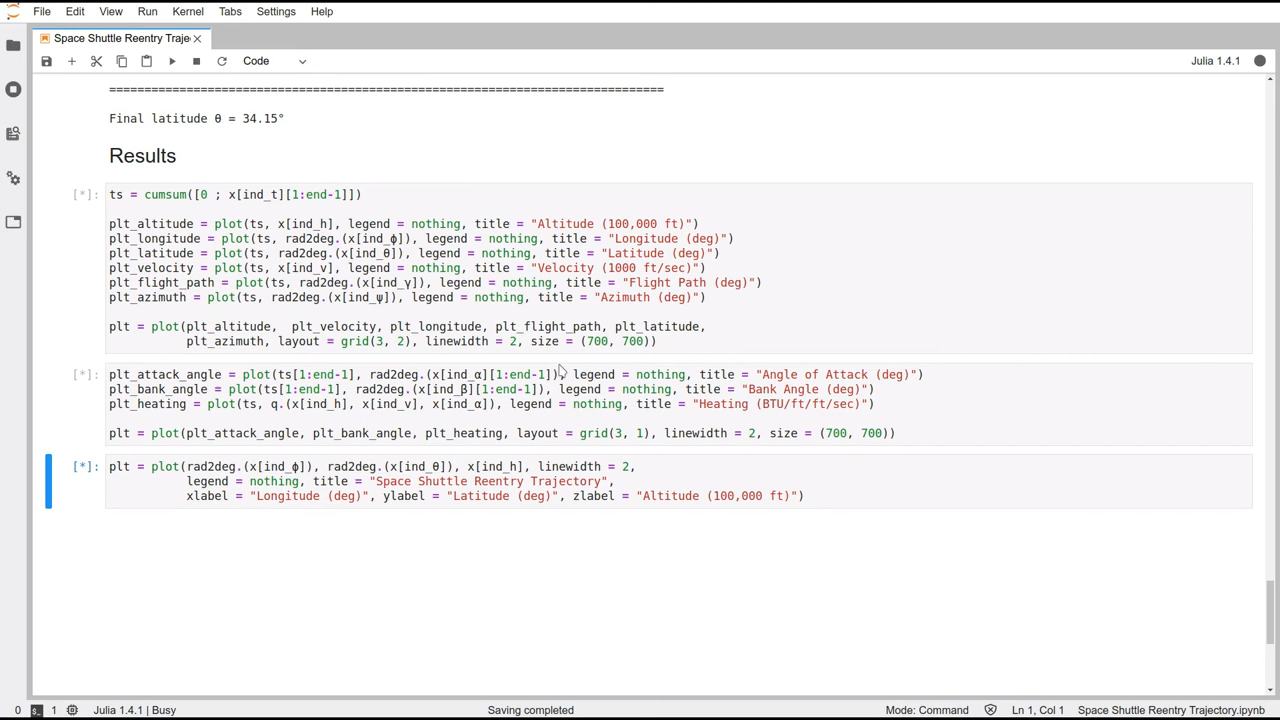 File Edit View Run Kernel Tabs Settings Help
Space Shuttle Reentry Traje
Code
Julia 1.4.1
===============================================================================
Final latitude θ = 34.15°
Results
[*]: ts = cumsum([0 ; x[ind_t][1:end-1]])
plt_altitude = plot(ts, x[ind_h], legend = nothing, title = "Altitude (100,000 ft)")
plt_longitude = plot(ts, rad2deg.(x[ind_ϕ]), legend = nothing, title = "Longitude (deg)")
plt_latitude = plot(ts, rad2deg.(x[ind_θ]), legend = nothing, title = "Latitude (deg)")
plt_velocity = plot(ts, x[ind_v], legend = nothing, title = "Velocity (1000 ft/sec)")
plt_flight_path = plot(ts, rad2deg.(x[ind_γ]), legend = nothing, title = "Flight Path (deg)")
plt_azimuth = plot(ts, rad2deg.(x[ind_ψ]), legend = nothing, title = "Azimuth (deg)")
plt = plot(plt_altitude,  plt_velocity, plt_longitude, plt_flight_path, plt_latitude,
plt_azimuth, layout = grid(3, 2), linewidth = 2, size = (700, 700))
[*]: plt_attack_angle = plot(ts[1:end-1], rad2deg.(x[ind_α][1:end-1]), legend = nothing, title = "Angle of Attack (deg)")
plt_bank_angle = plot(ts[1:end-1], rad2deg.(x[ind_β][1:end-1]), legend = nothing, title = "Bank Angle (deg)")
plt_heating = plot(ts, q.(x[ind_h], x[ind_v], x[ind_α]), legend = nothing, title = "Heating (BTU/ft/ft/sec)")
plt = plot(plt_attack_angle, plt_bank_angle, plt_heating, layout = grid(3, 1), linewidth = 2, size = (700, 700))
[*]: plt = plot(rad2deg.(x[ind_ϕ]), rad2deg.(x[ind_θ]), x[ind_h], linewidth = 2,
legend = nothing, title = "Space Shuttle Reentry Trajectory",
xlabel = "Longitude (deg)", ylabel = "Latitude (deg)", zlabel = "Altitude (100,000 ft)")
0 1 Julia 1.4.1 | Busy Saving completed Mode: Command Ln 1, Col 1 Space Shuttle Reentry Trajectory.ipynb